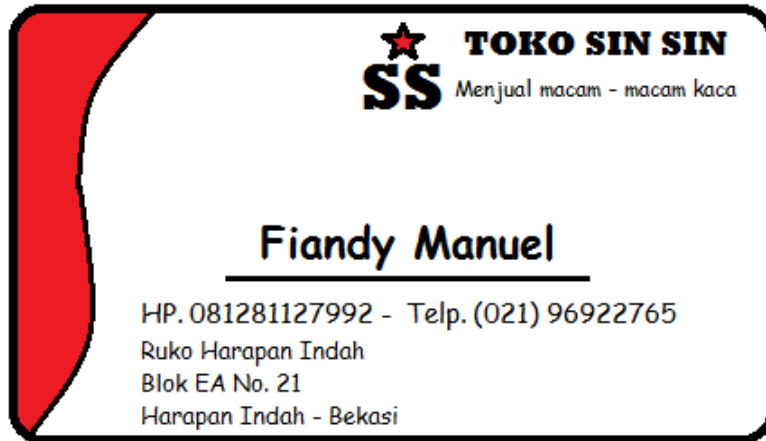 TOKO SIN SIN
SS
Menjual macam - macam kaca
Fiandy Manuel
HP. 081281127992 - Telp. (021) 96922765
Ruko Harapan Indah
Blok EA No. 21
Harapan Indah - Bekasi